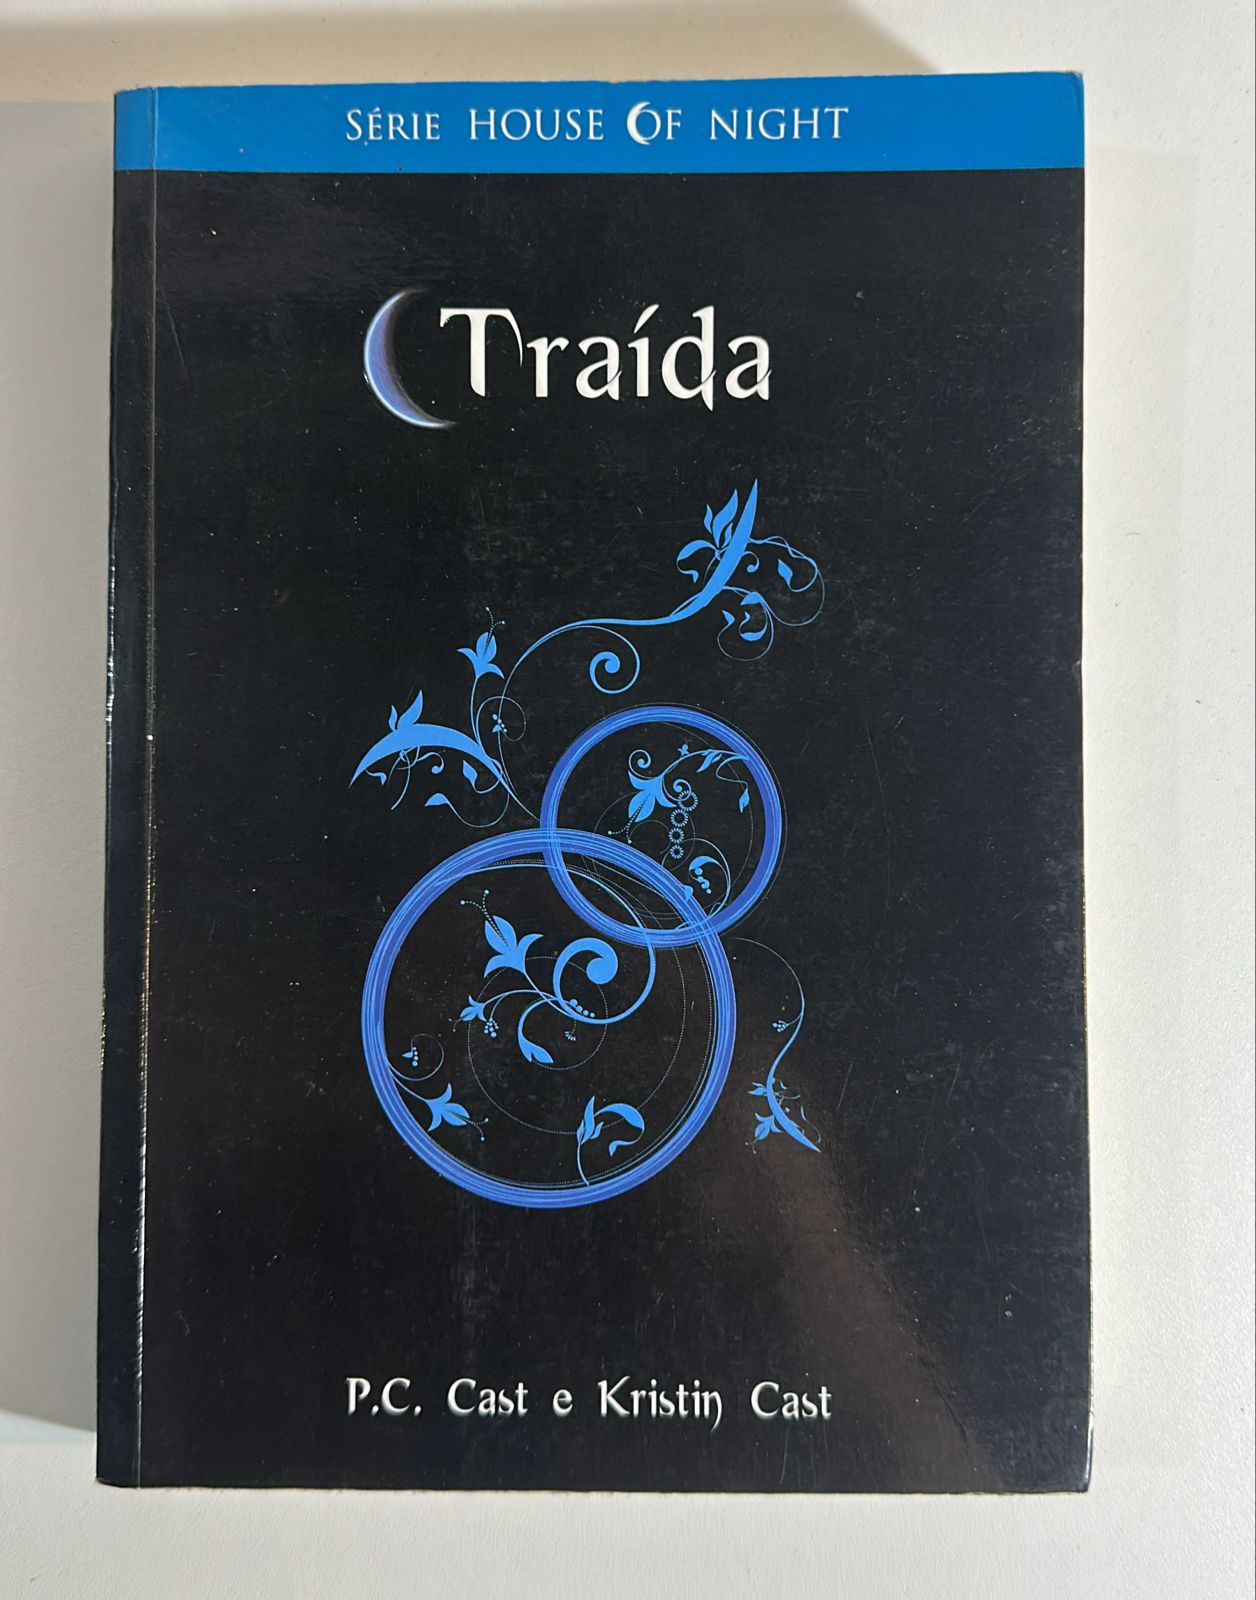 SÉRIE HOUSE OF NIGHT
Traída
P.C. Cast e Kristin Cast